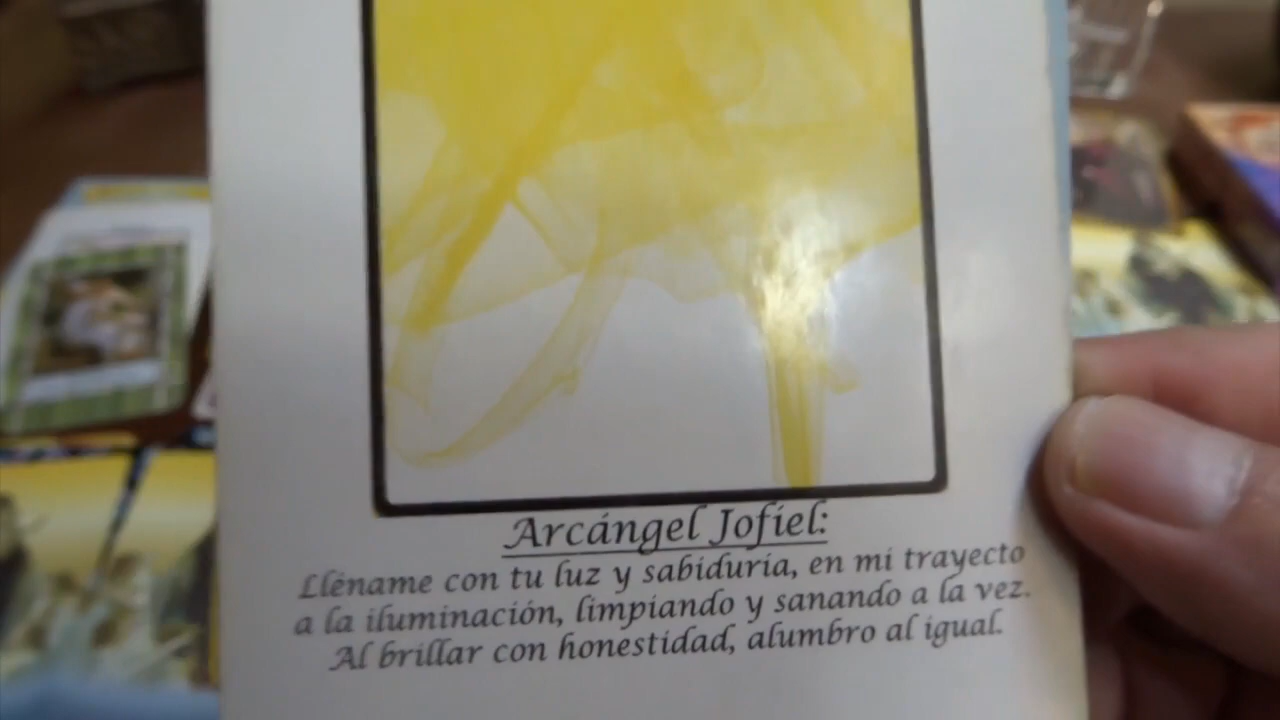 Arcángel Jofiel:
Lléname con tu luz y sabiduría, en mi trayecto
a la iluminación, limpiando y sanando a la vez.
Al brillar con honestidad, alumbro al igual.